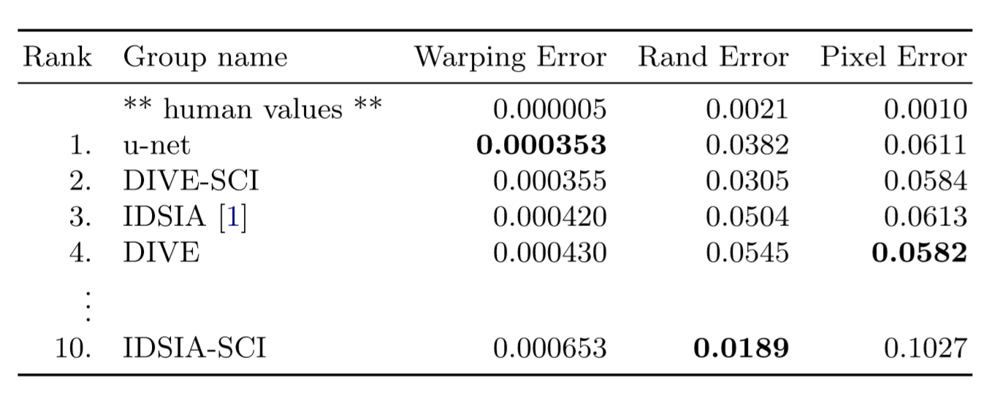 Rank Group name Warping Error Rand Error Pixel Error
** human values ** 0.000005 0.0021 0.0010
1. u-net 0.000353 0.0382 0.0611
2. DIVE-SCI 0.000355 0.0305 0.0584
3. IDSIA [1] 0.000420 0.0504 0.0613
4. DIVE 0.000430 0.0545 0.0582
⋮
10. IDSIA-SCI 0.000653 0.0189 0.1027